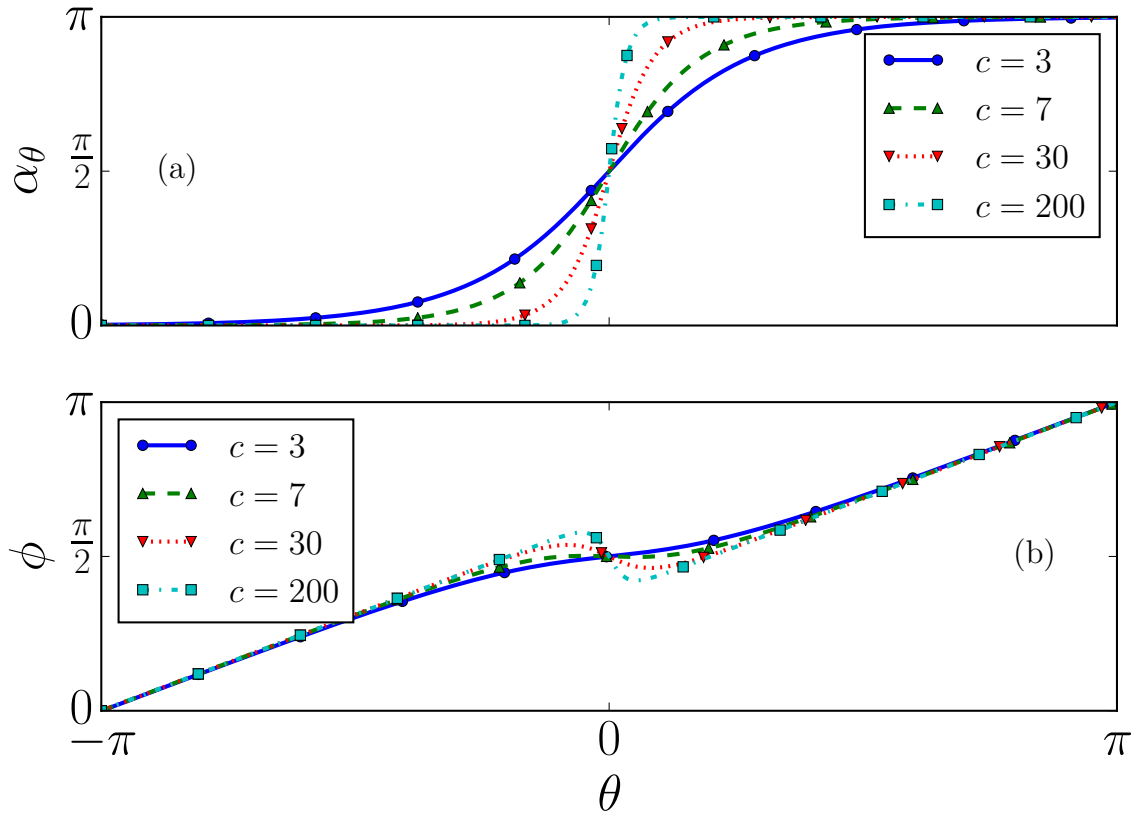 π
π/2
0
α_θ
(a)
c = 3
c = 7
c = 30
c = 200
π
π/2
0
ϕ
c = 3
c = 7
c = 30
c = 200
(b)
−π
0
π
θ